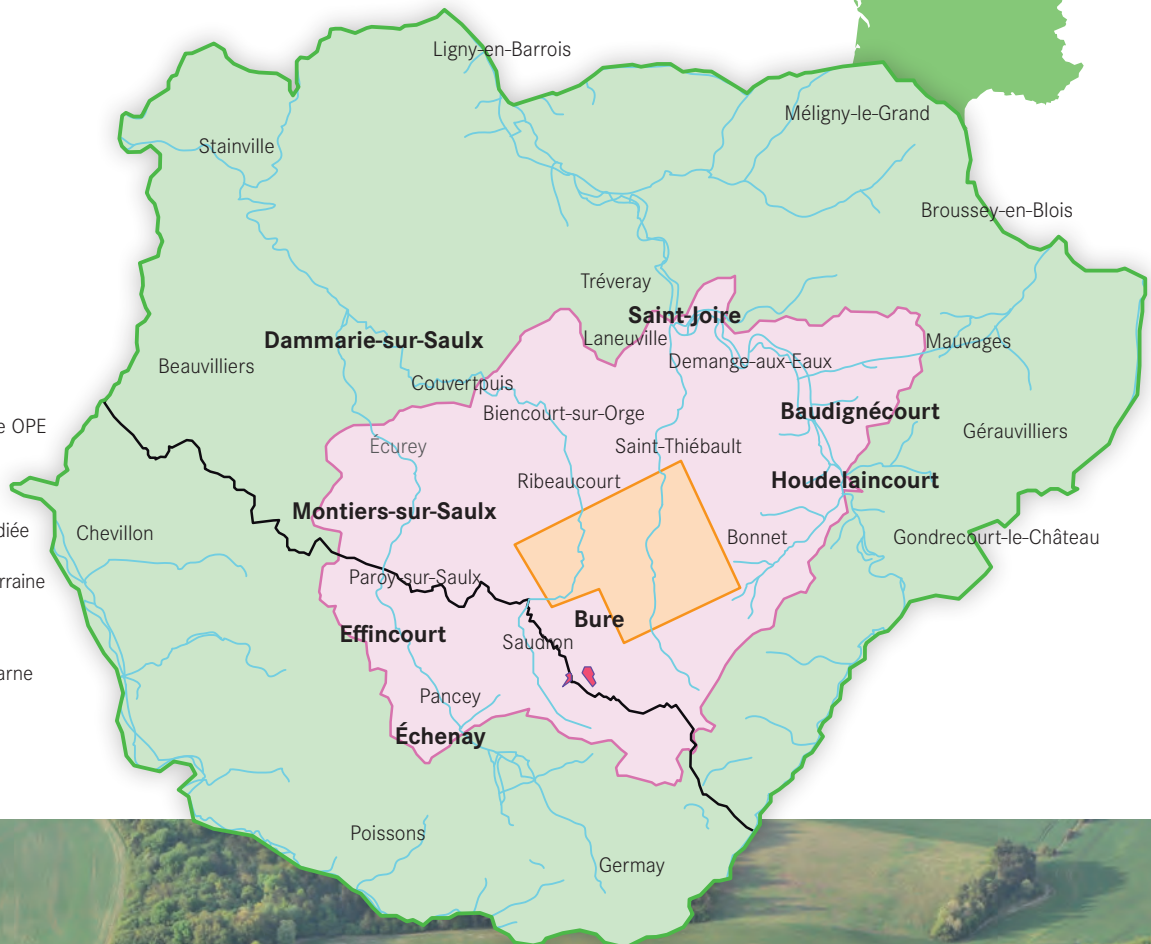 Ligny-en-Barrois
Méligny-le-Grand
Stainville
Broussey-en-Blois
Tréveray
Saint-Joire
Laneuville
Dammarie-sur-Saulx
Mauvages
Demange-aux-Eaux
Beauvilliers
Couvertpuis
Biencourt-sur-Orge
Baudignécourt
e OPE
Gérauvilliers
Écurey
Saint-Thiébault
Ribeaucourt
Houdelaincourt
Montiers-sur-Saulx
diée
Chevillon
Bonnet
Gondrecourt-le-Château
Paroy-sur-Saulx
rraine
Bure
Effincourt
Saudron
arne
Pancey
Échenay
Poissons
Germay